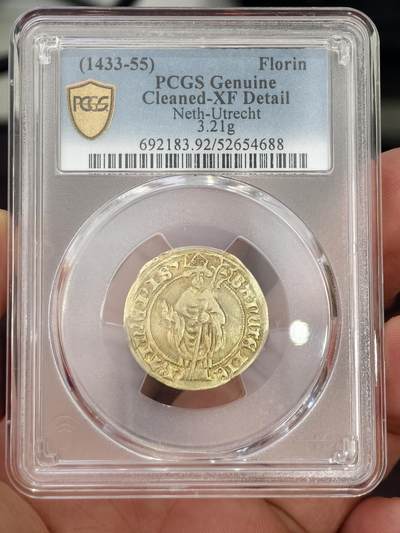 (1433-55) Florin
PCGS Genuine
Cleaned-XF Detail
Neth-Utrecht
3.21g
692183.92/52654688
PCGS